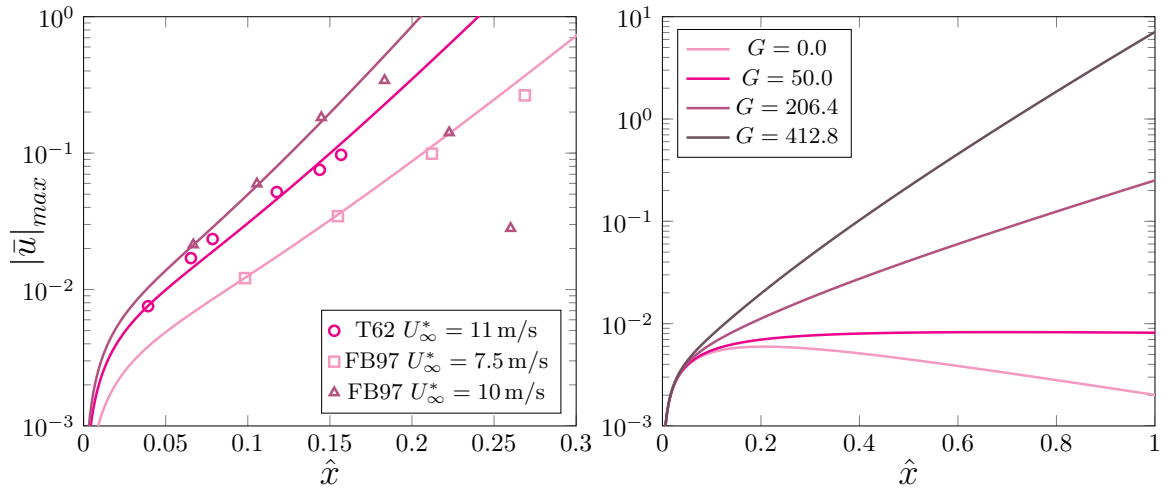 10^0
10^{-1}
10^{-2}
10^{-3}
|ū|_{max}
0
0.05
0.1
0.15
0.2
0.25
0.3
x̂
T62 U^*_∞ = 11 m/s
FB97 U^*_∞ = 7.5 m/s
FB97 U^*_∞ = 10 m/s
10^1
10^0
10^{-1}
10^{-2}
10^{-3}
0
0.2
0.4
0.6
0.8
1
x̂
G = 0.0
G = 50.0
G = 206.4
G = 412.8